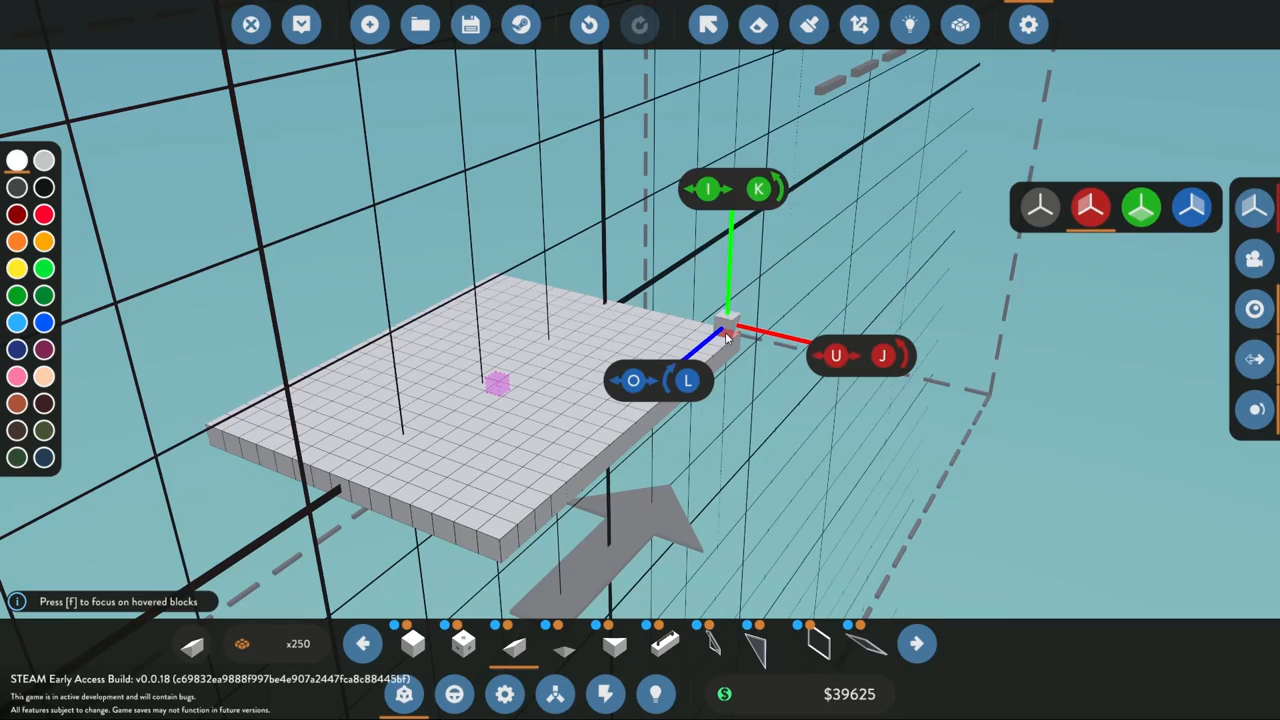 I K
U J
O L
Press [f] to focus on hovered blocks
x250
STEAM Early Access Build: v0.0.18 (c69832ea9888f997be4e907a2447fca8c88445bf)
This game is in active development and will contain bugs.
All features subject to change. Game saves may not function in future versions.
$ $39625